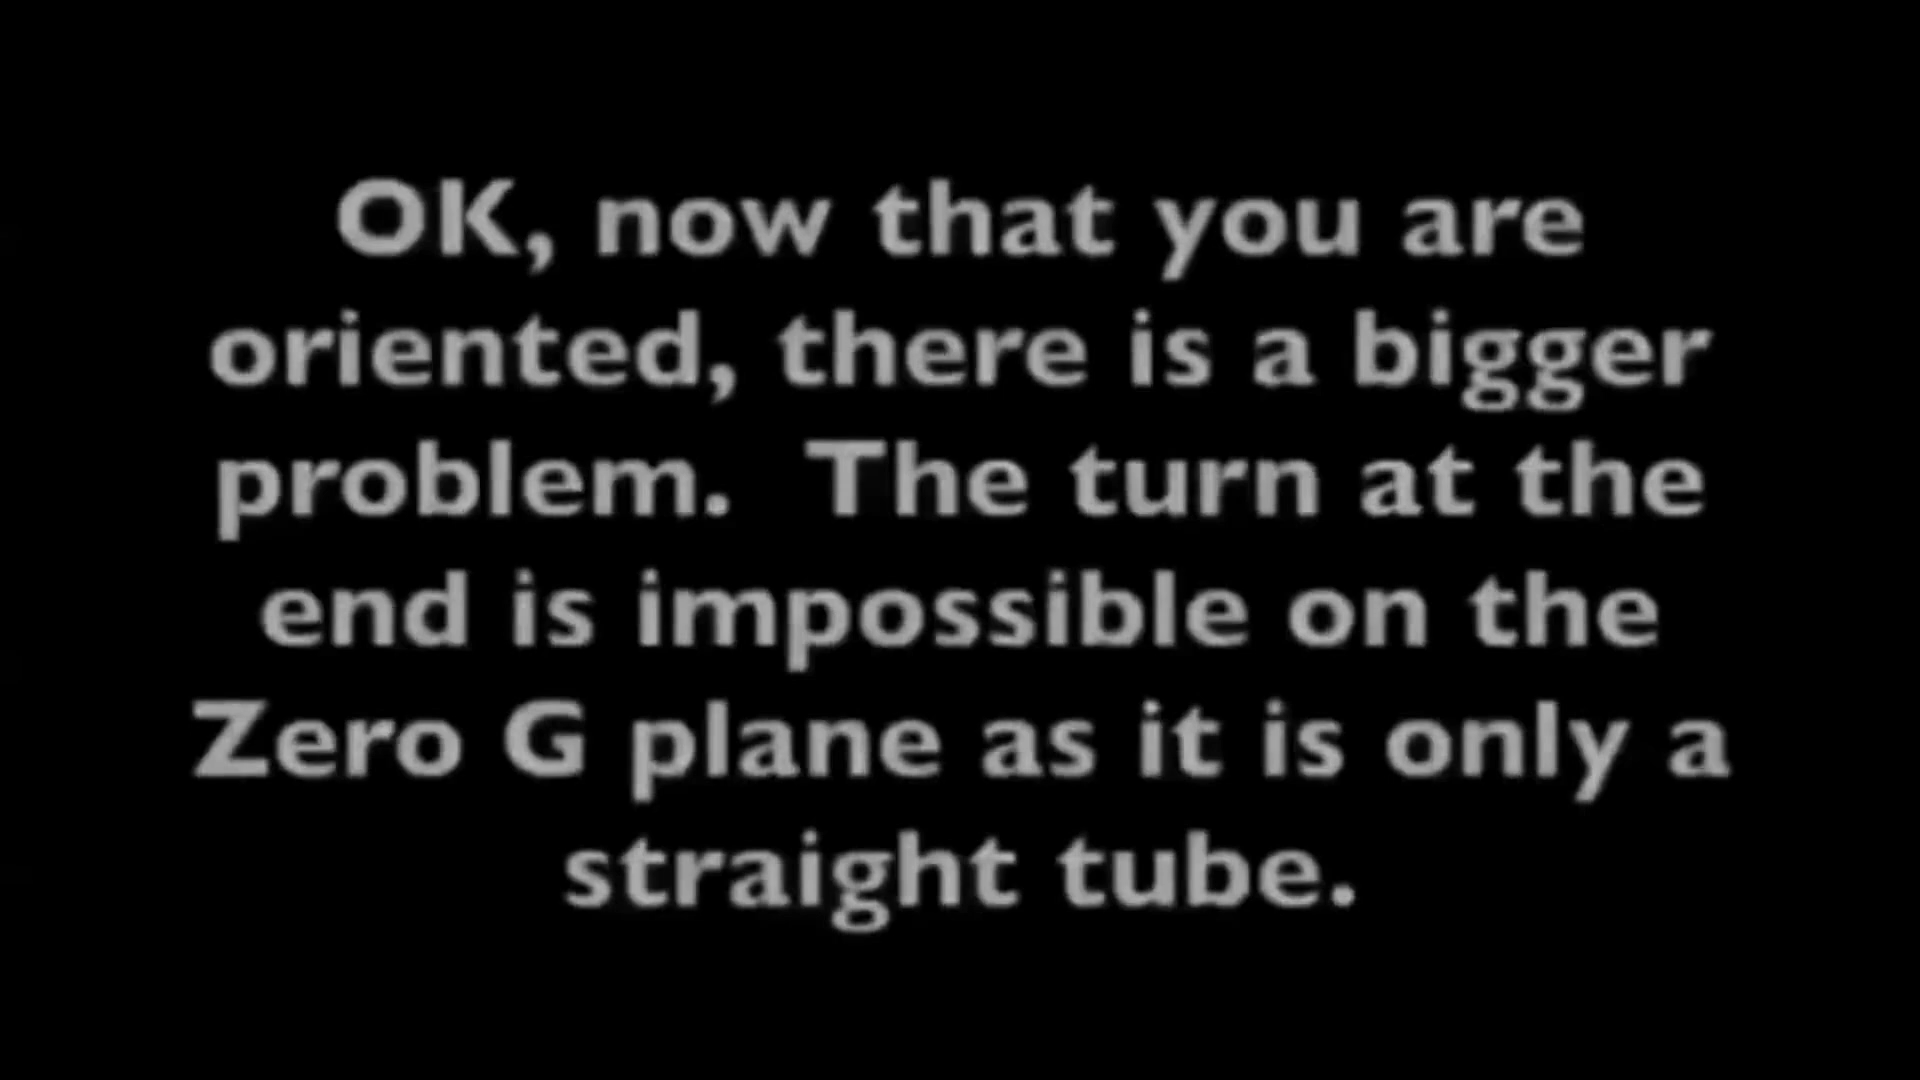 OK, now that you are
oriented, there is a bigger
problem.  The turn at the
end is impossible on the
Zero G plane as it is only a
straight tube.